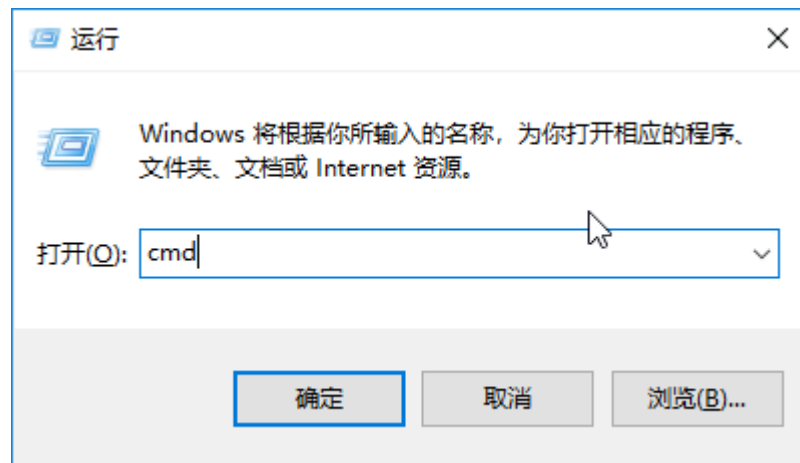 运行
Windows 将根据你所输入的名称，为你打开相应的程序、
文件夹、文档或 Internet 资源。
打开(O): cmd
确定 取消 浏览(B)...